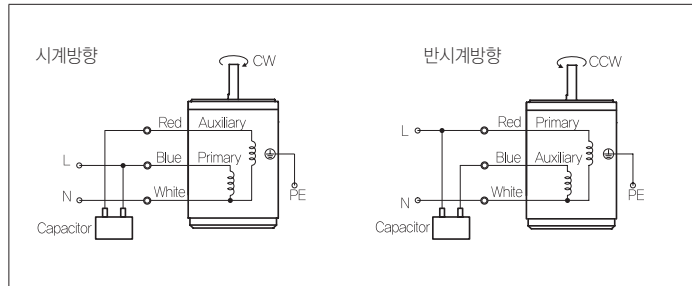 시계방향
CW
Red Auxiliary
L Blue Primary
N White
PE
Capacitor
반시계방향
CCW
L Red Primary
Blue Auxiliary
N White
PE
Capacitor